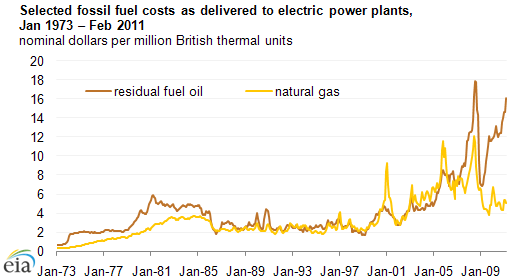 Selected fossil fuel costs as delivered to electric power plants,
Jan 1973 – Feb 2011
nominal dollars per million British thermal units
20
18
16
14
12
10
8
6
4
2
0
residual fuel oil natural gas
Jan-73 Jan-77 Jan-81 Jan-85 Jan-89 Jan-93 Jan-97 Jan-01 Jan-05 Jan-09
eia